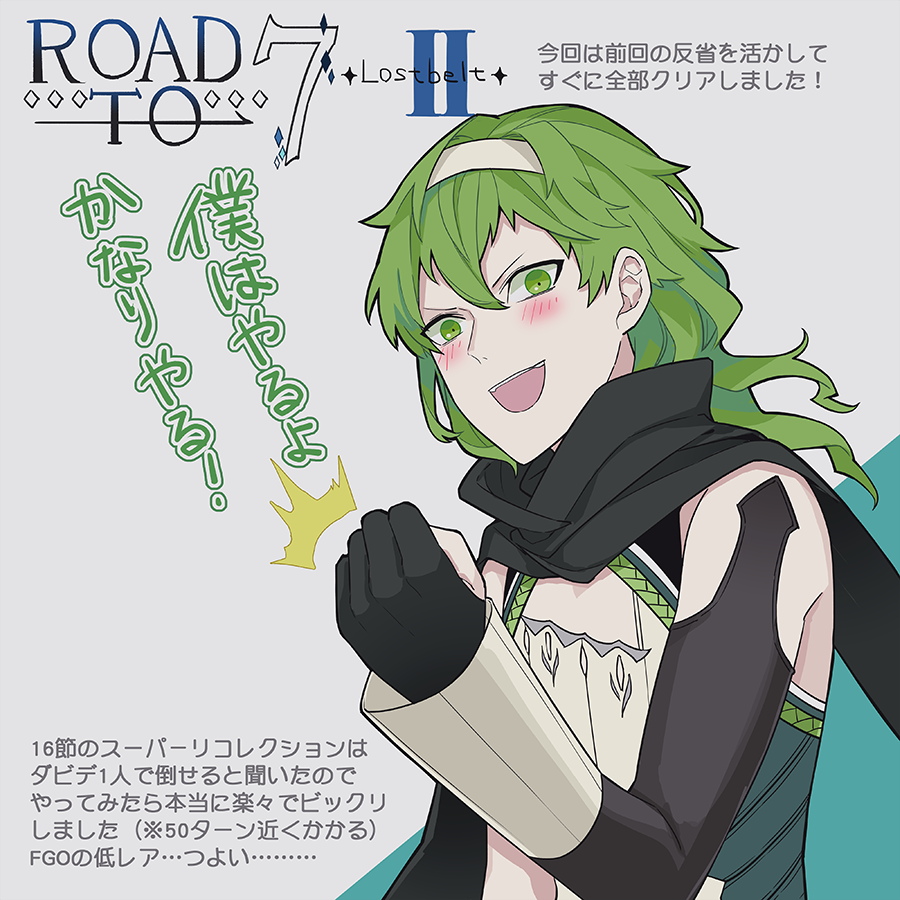 ROAD
TO
7
Lostbelt
II
今回は前回の反省を活かして
すぐに全部クリアしました！
僕はやるよ
かなりやる！
16節のスーパーリコレクションは
ダビデ1人で倒せると聞いたので
やってみたら本当に楽々でビックリ
しました（※50ターン近くかかる）
FGOの低レア…つよい………